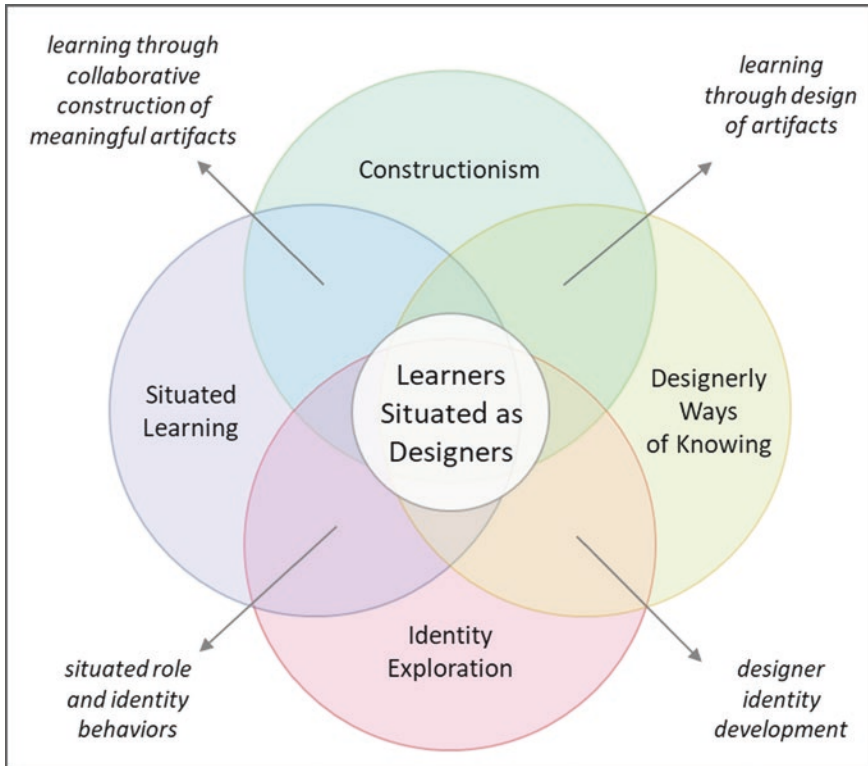 learning through
collaborative
construction of
meaningful artifacts
learning
through design
of artifacts
Constructionism
Situated
Learning
Learners
Situated as
Designers
Designerly
Ways
of Knowing
Identity
Exploration
situated role
and identity
behaviors
designer
identity
development